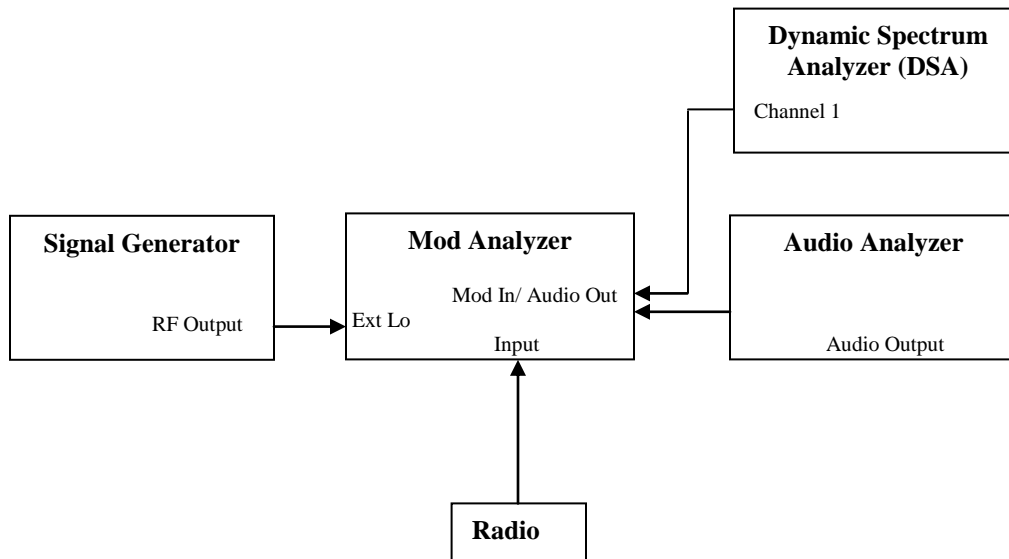 Dynamic Spectrum
Analyzer (DSA)
Channel 1
Signal Generator
RF Output
Mod Analyzer
Mod In/ Audio Out
Ext Lo
Input
Audio Analyzer
Audio Output
Radio